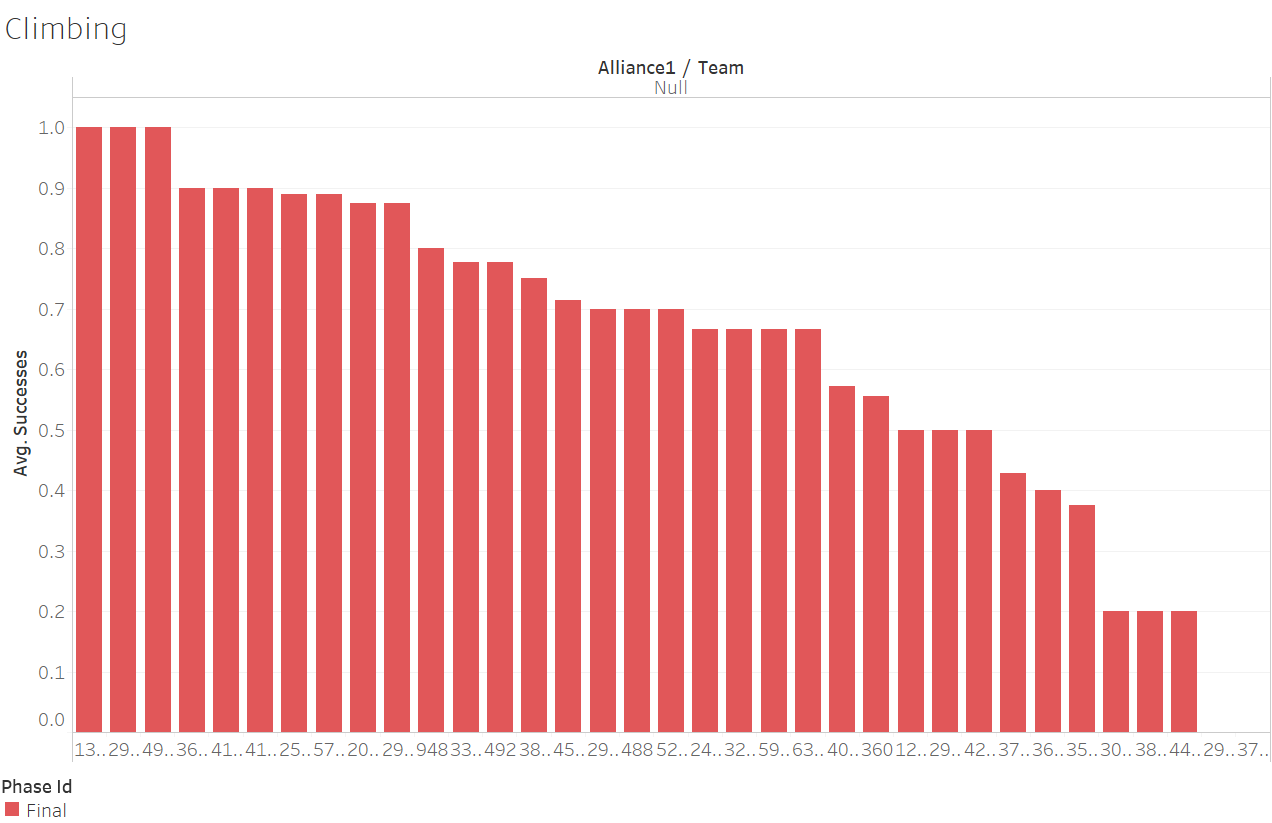 Climbing
Alliance1 / Team
Null
1.0
0.9
0.8
0.7
0.6
0.5
0.4
0.3
0.2
0.1
0.0
Avg. Successes
13.. 29.. 49.. 36.. 41.. 41.. 25.. 57.. 20.. 29.. 948 33.. 492 38.. 45.. 29.. 488 52.. 24.. 32.. 59.. 63.. 40.. 360 12.. 29.. 42.. 37.. 36.. 35.. 30.. 38.. 44.. 29.. 37..
Phase Id
Final